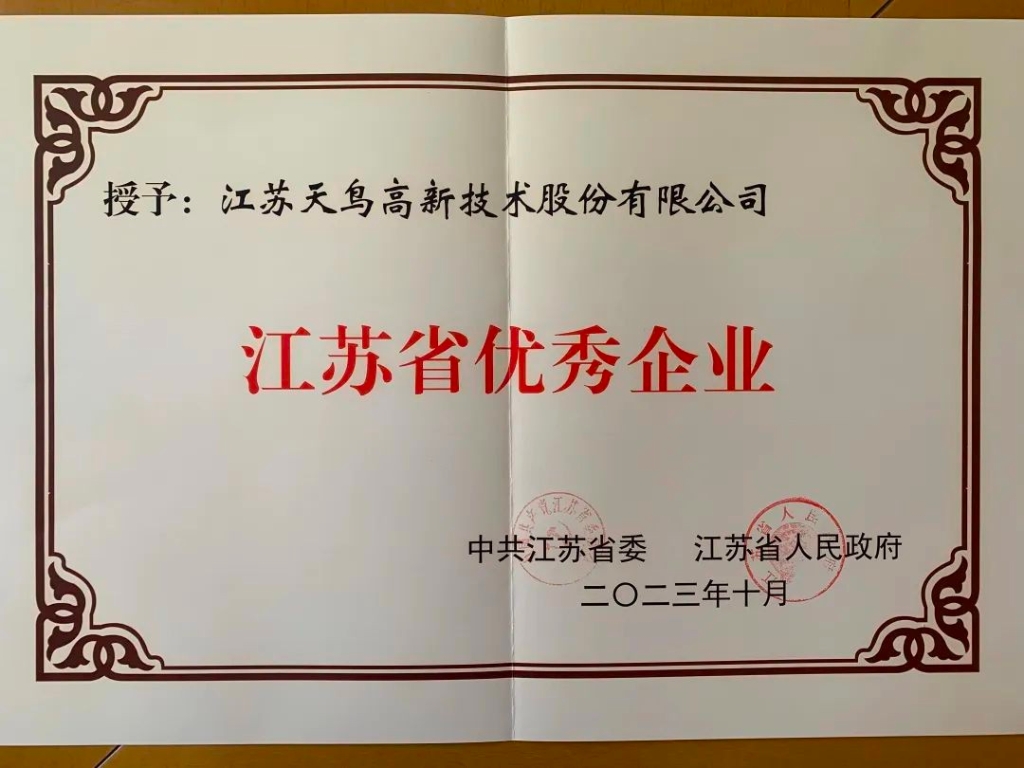 授予：江苏天鸟高新技术股份有限公司
江苏省优秀企业
中共江苏省委 江苏省人民政府
二〇二三年十月